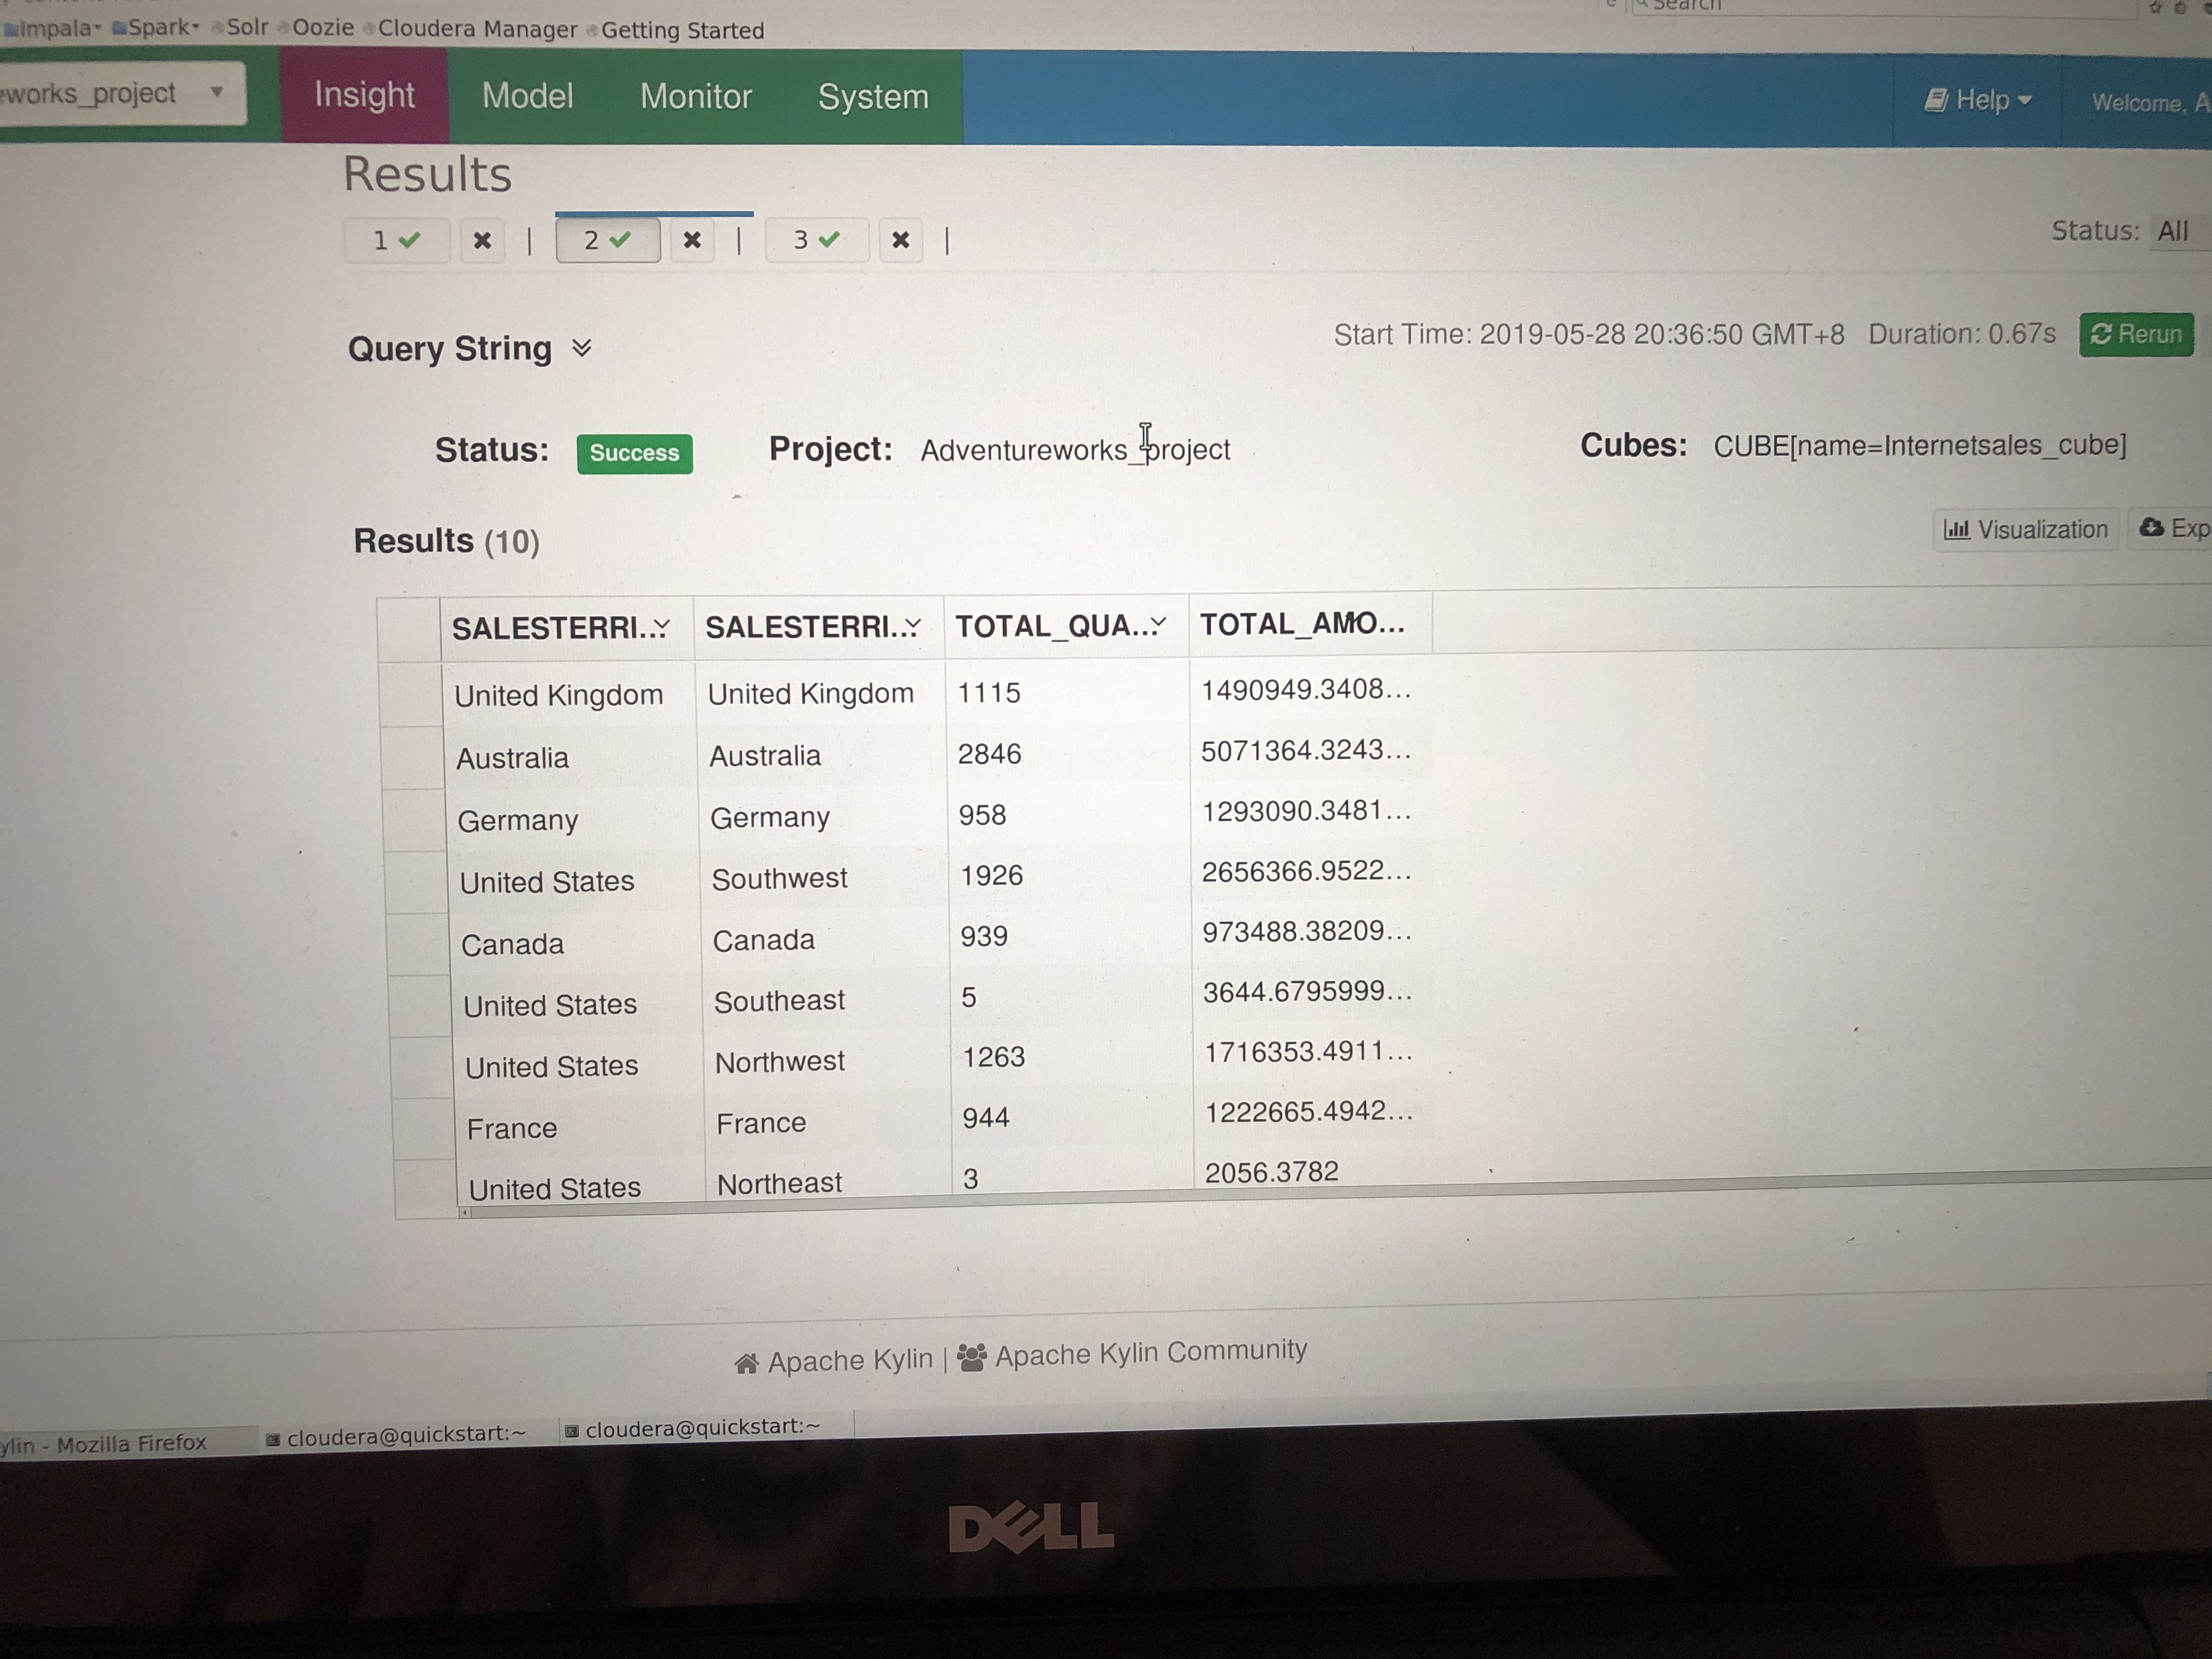 Search
Impala Spark Solr Oozie Cloudera Manager Getting Started
works_project Insight Model Monitor System Help Welcome, A
Results
1 | 2 | 3 | Status: All
Query String Start Time: 2019-05-28 20:36:50 GMT+8 Duration: 0.67s Rerun
Status: Success Project: Adventureworks_project Cubes: CUBE[name=Internetsales_cube]
Results (10) Visualization Exp
SALESTERRI... SALESTERRI... TOTAL_QUA... TOTAL_AMO...
United Kingdom United Kingdom 1115 1490949.3408...
Australia Australia 2846 5071364.3243...
Germany Germany 958 1293090.3481...
United States Southwest 1926 2656366.9522...
Canada Canada 939 973488.38209...
United States Southeast 5 3644.6795999...
United States Northwest 1263 1716353.4911...
France France 944 1222665.4942...
United States Northeast 3 2056.3782
Apache Kylin | Apache Kylin Community
ylin - Mozilla Firefox cloudera@quickstart:~ cloudera@quickstart:~
DELL